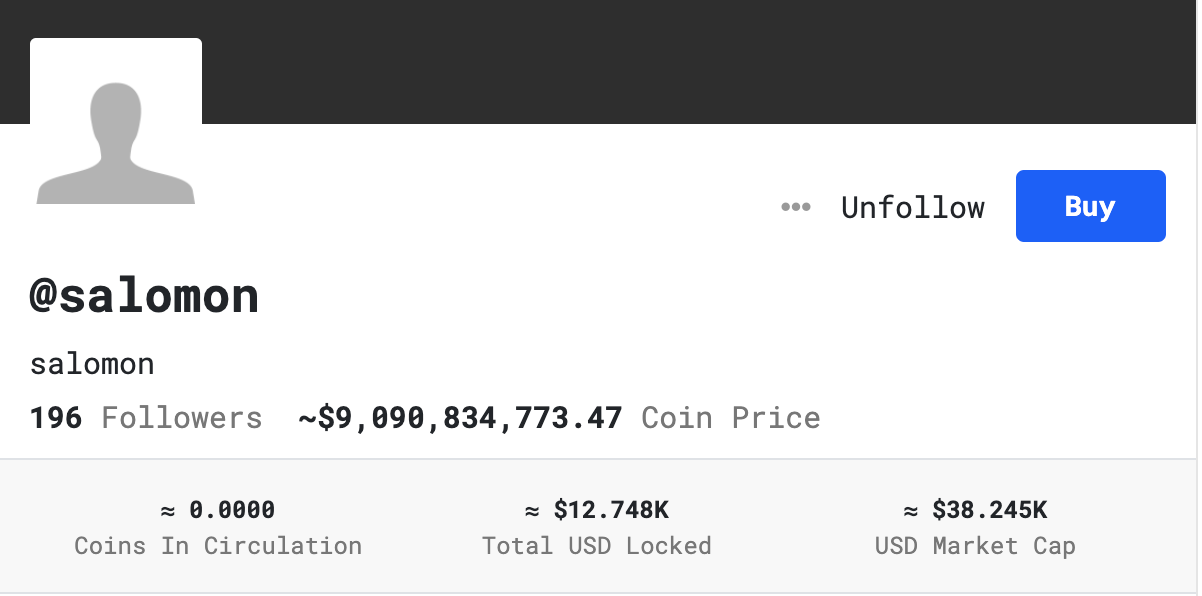 ••• Unfollow Buy
@salomon
salomon
196 Followers ~$9,090,834,773.47 Coin Price
≈ 0.0000 ≈ $12.748K ≈ $38.245K
Coins In Circulation Total USD Locked USD Market Cap